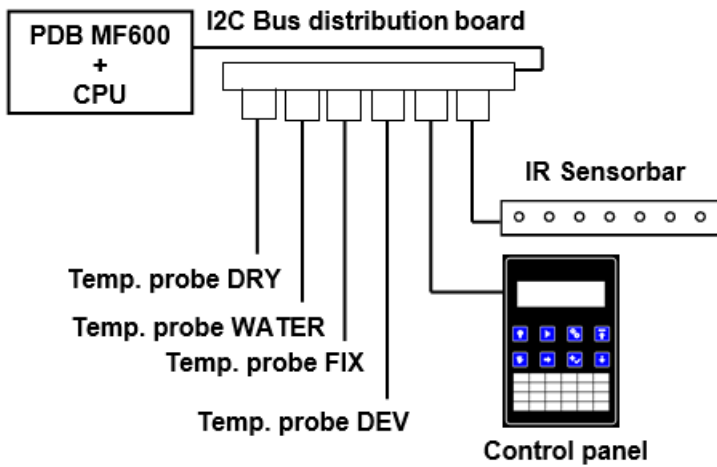 PDB MF600
+
CPU
I2C Bus distribution board
IR Sensorbar
Temp. probe DRY
Temp. probe WATER
Temp. probe FIX
Temp. probe DEV
Control panel